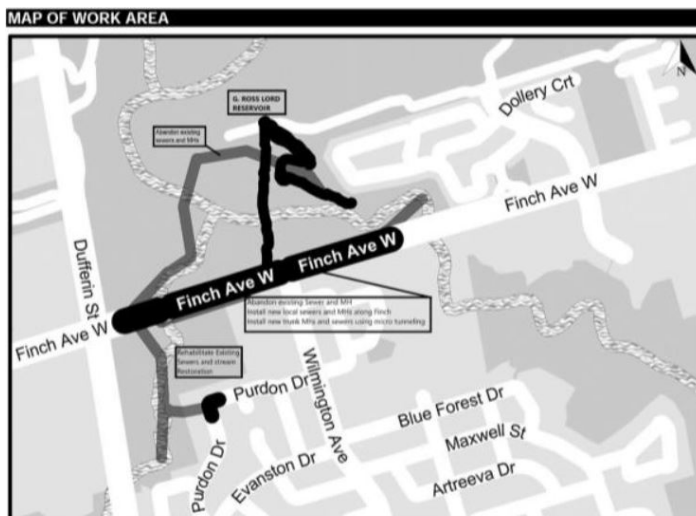 MAP OF WORK AREA
G. ROSS LORD
RESERVOIR
N
Dollery Crt
Abandon existing
sewers and MHs
Finch Ave W
Dufferin St
Finch Ave W
Finch Ave W
Finch Ave W
Abandon existing Sewer and MH
Install new local sewers and MHs along Finch
Install new trunk MHs and sewers using micro tunneling
Rehabilitate Existing
Sewers and stream
Restoration
Wilmington Ave
Purdon Dr
Blue Forest Dr
Maxwell St
Evanston Dr
Purdon Dr
Artreeva Dr